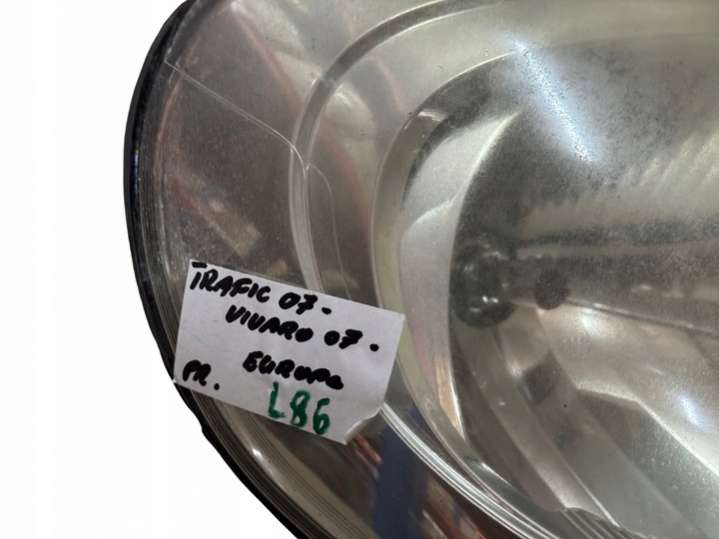 TRAFIC 07-
VIVARO 07-
EUROPA
PR.
L86